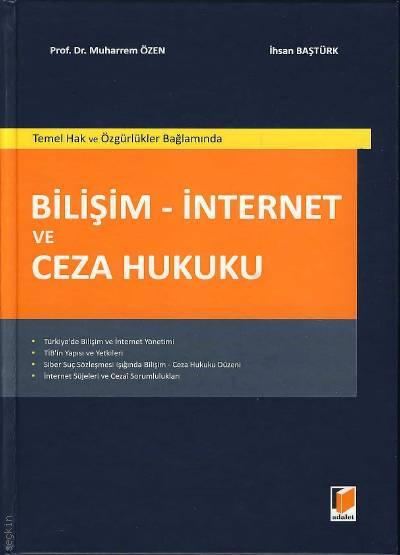 Prof. Dr. Muharrem ÖZEN
İhsan BAŞTÜRK
Temel Hak ve Özgürlükler Bağlamında
BİLİŞİM - İNTERNET
VE
CEZA HUKUKU
• Türkiye'de Bilişim ve İnternet Yönetimi
• TİB'in Yapısı ve Yetkileri
• Siber Suç Sözleşmesi Işığında Bilişim - Ceza Hukuku Düzeni
• İnternet Süjeleri ve Cezaî Sorumlulukları
adalet
seçkin